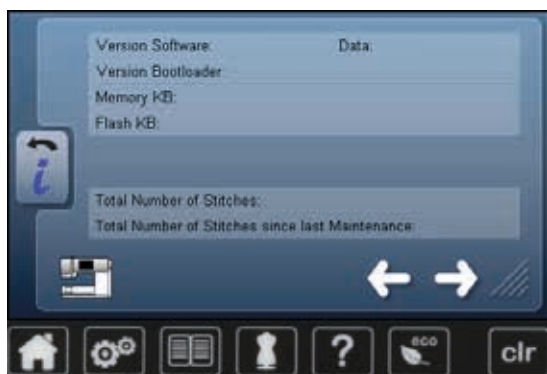 Version Software: Data:
Version Bootloader
Memory KB:
Flash KB:
i
Total Number of Stitches:
Total Number of Stitches since last Maintenance:
? eco clr